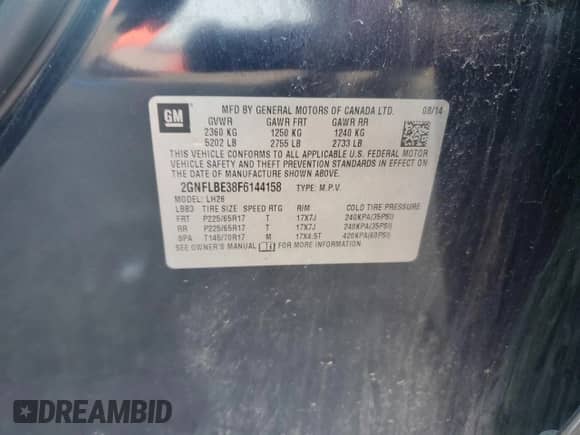 GM
MFD BY GENERAL MOTORS OF CANADA LTD. 08/14
GVWR GAWR FRT GAWR RR
2360 KG 1250 KG 1240 KG
5202 LB 2755 LB 2733 LB
THIS VEHICLE CONFORMS TO ALL APPLICABLE U.S. FEDERAL MOTOR
VEHICLE SAFETY AND THEFT PREVENTION STANDARDS IN EFFECT ON
THE DATE OF MANUFACTURE SHOWN ABOVE.
2GNFLBE38F6144158 TYPE: M.P.V.
MODEL: LH26
LBB3 TIRE SIZE SPEED RTG RIM COLD TIRE PRESSURE
FRT P225/65R17 T 17X7J 240KPA(35PSI)
RR P225/65R17 T 17X7J 240KPA(35PSI)
SPA T145/70R17 M 17X4.5T 420KPA(60PSI)
SEE OWNER'S MANUAL FOR MORE INFORMATION.
DREAMBID